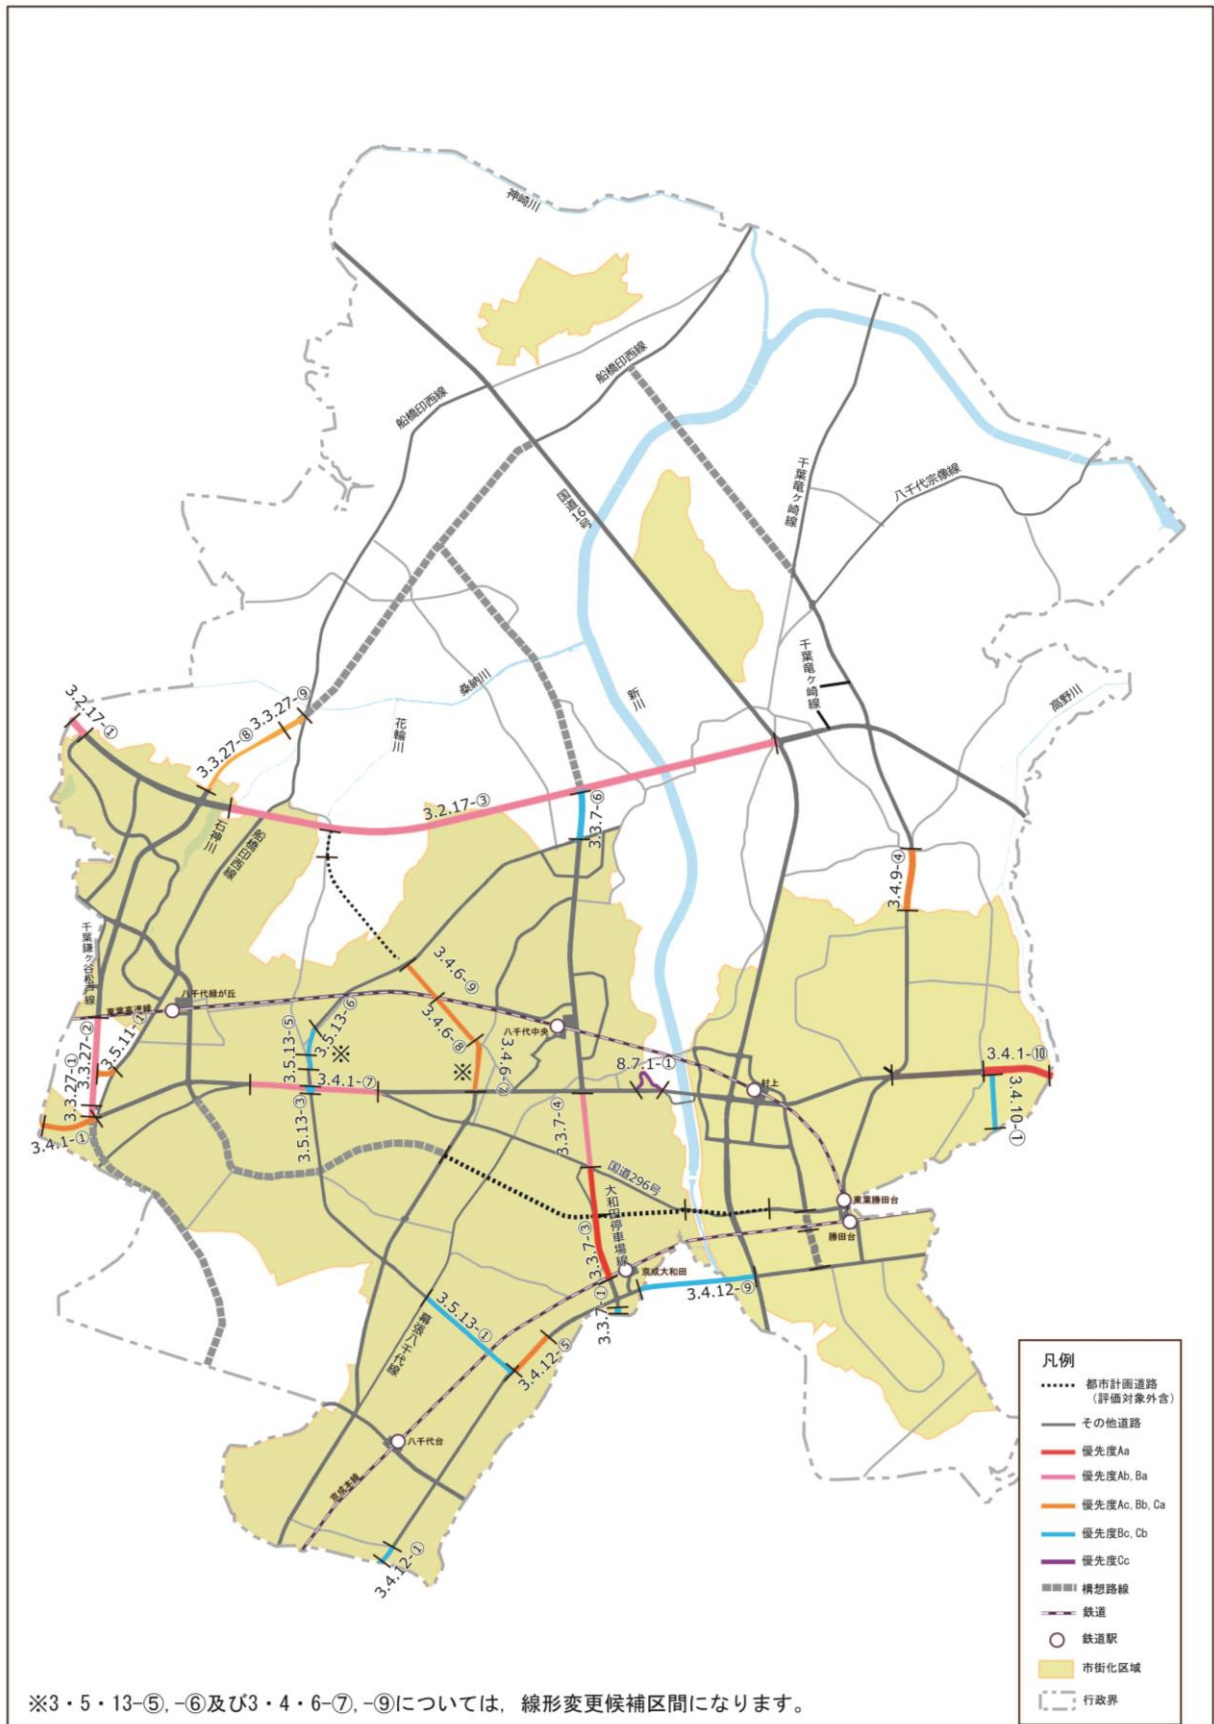 神崎川
船橋印西線
船橋印西線
国道16号
千葉竜ヶ崎線
八千代宗像線
千葉竜ヶ崎線
高野川
桑納川
新川
花輪川
3.2.17-①
3.3.27-⑧
3.3.27-⑨
3.2.17-③
3.3.7-⑥
石神川
船橋印西線
3.4.9-④
千葉鎌ヶ谷松戸線
八千代緑が丘
東葉高速線
3.4.6-⑨
3.4.6-⑧
3.4.6-⑦
八千代中央
3.5.13-⑤
3.5.13-⑥
※
※
3.3.27-①
3.3.27-②
3.5.11-①
3.4.1-⑦
8.7.1-①
村上
3.4.1-⑩
3.4.10-①
3.4.1-①
3.5.13-③
3.3.7-④
国道296号
大和田停車場線
3.3.7-③
東葉勝田台
勝田台
京成大和田
3.3.7-①
3.4.12-⑨
3.5.13-①
幕張八千代線
3.4.12-⑤
八千代台
京成本線
3.4.12-①
凡例
都市計画道路
(評価対象外含)
その他道路
優先度Aa
優先度Ab, Ba
優先度Ac, Bb, Ca
優先度Bc, Cb
優先度Cc
構想路線
鉄道
鉄道駅
市街化区域
行政界
※3・5・13-⑤, -⑥及び3・4・6-⑦, -⑨については, 線形変更候補区間になります。